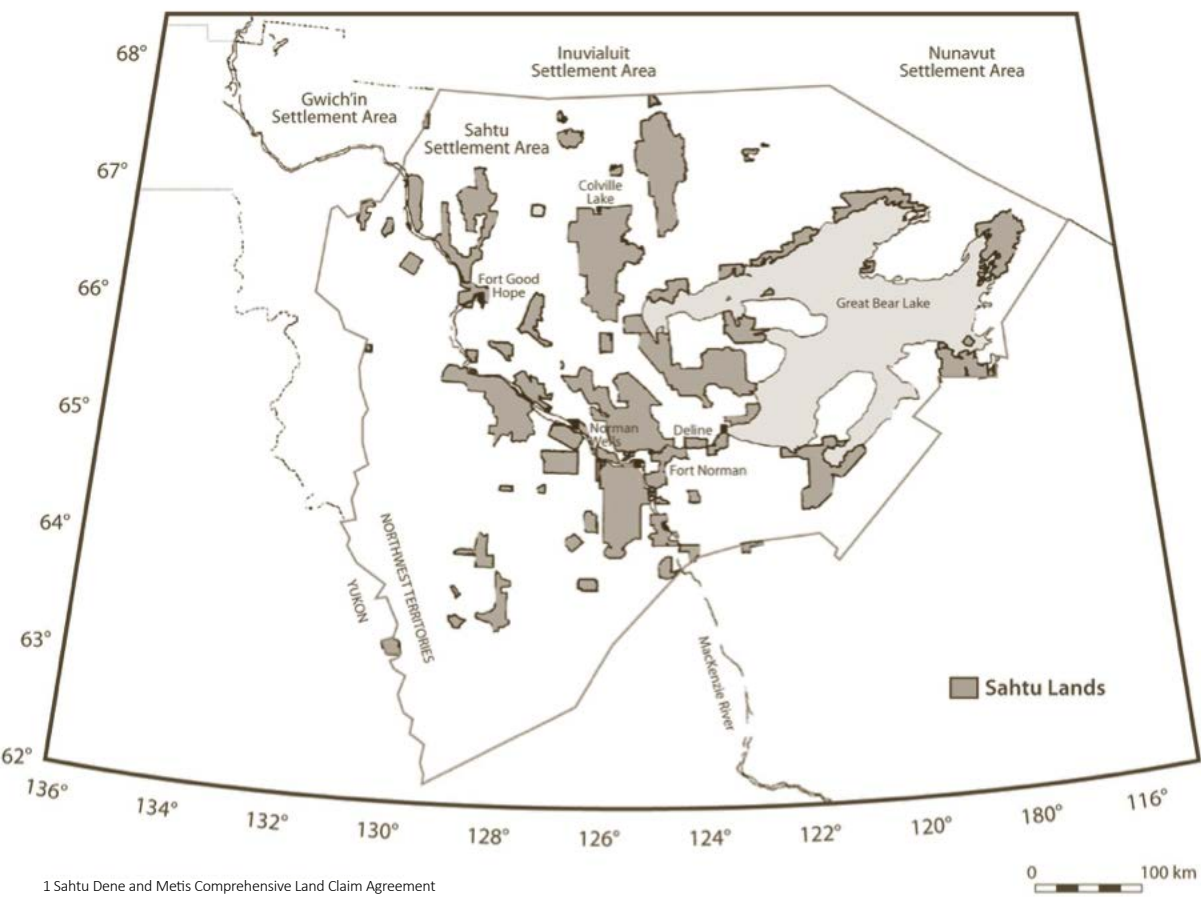 68°
Inuvialuit
Settlement Area
Nunavut
Settlement Area
Gwich'in
Settlement Area
Sahtu
Settlement Area
67°
Colville
Lake
66°
Fort Good
Hope
Great Bear Lake
65°
Norman
Wells
Deline
Fort Norman
64°
NORTHWEST TERRITORIES
YUKON
63°
MacKenzie River
Sahtu Lands
62°
136°
134°
132°
130°
128°
126°
124°
122°
120°
180°
116°
0 100 km
1 Sahtu Dene and Metis Comprehensive Land Claim Agreement